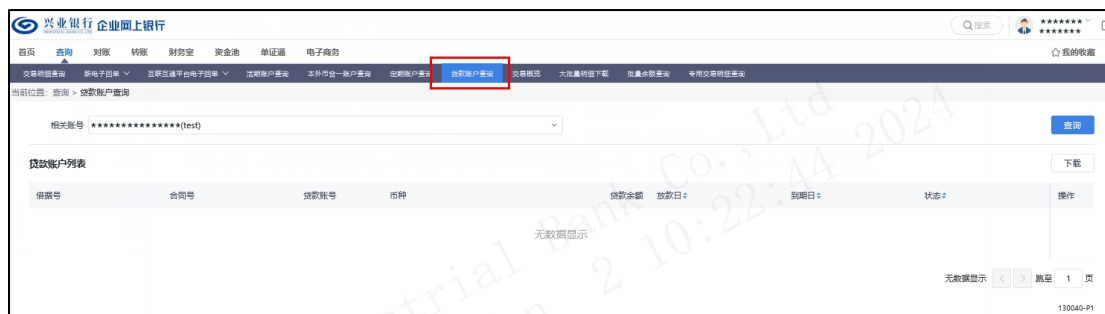 兴业银行 企业网上银行 搜索 *******
*******
首页 查询 对账 转账 财务室 资金池 单证通 电子商务 我的收藏
交易明细查询 新电子回单 互联互通平台电子回单 活期账户查询 本外币合一账户查询 定期账户查询 贷款账户查询 交易概览 大批量明细下载 批量余额查询 专用交易明细查询
当前位置: 查询 > 贷款账户查询
相关账号 ***************(test) 查询
贷款账户列表 下载
借据号 合同号 贷款账号 币种 贷款余额 放款日 到期日 状态 操作
无数据显示
无数据显示 < > 跳至 1 页
130040-P1
trial Bank Co., Ltd
2 10:22:44 2024